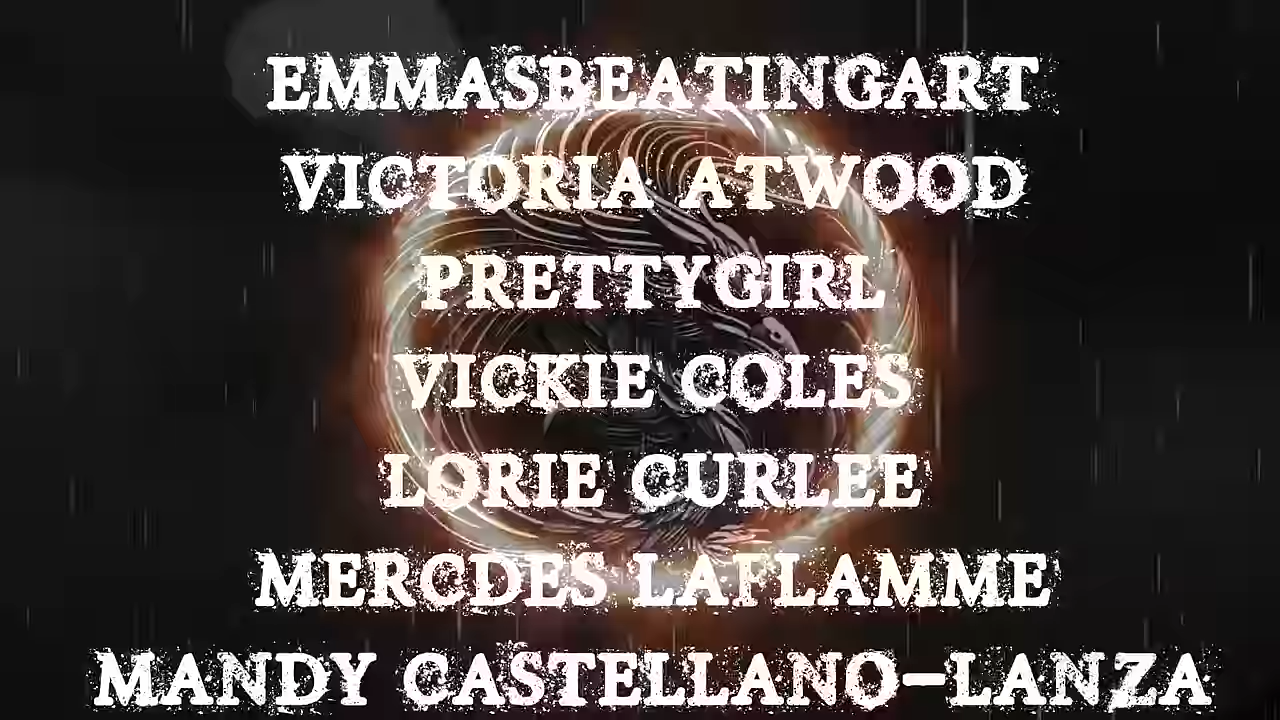 EMMASBEATINGART
VICTORIA ATWOOD
PRETTYGIRL
VICKIE COLES
LORIE CURLEE
MERCDES LAFLAMME
MANDY CASTELLANO-LANZA